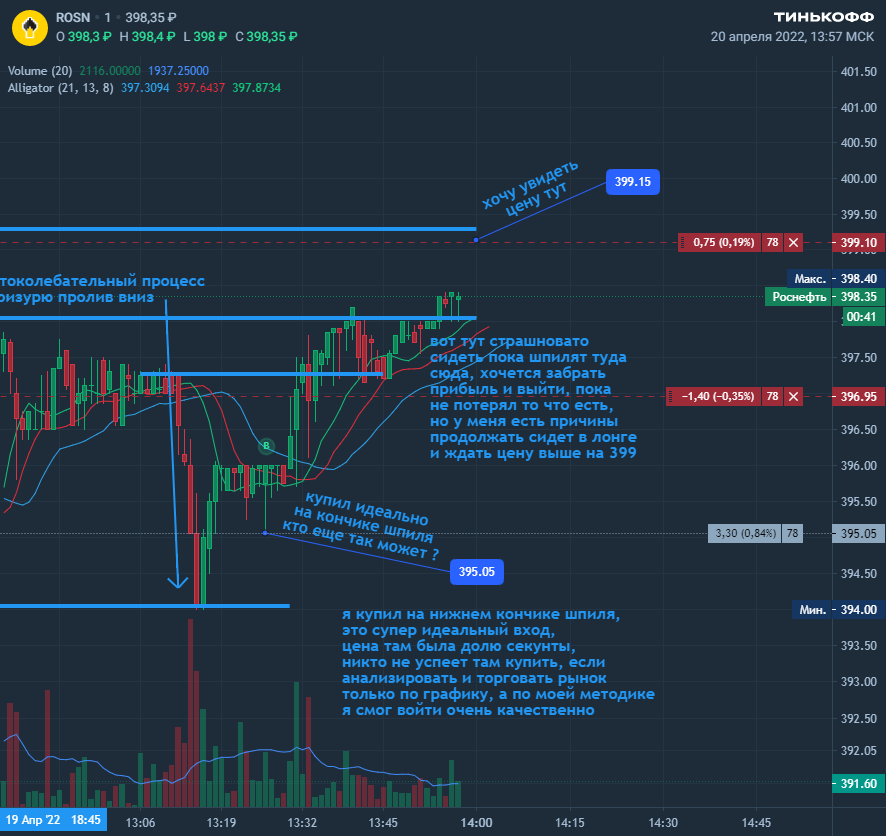 ROSN · 1 · 398,35 ₽
ТИНЬКОФФ
О 398,3 ₽ H 398,4 ₽ L 398 ₽ C 398,35 ₽
20 апреля 2022, 13:57 МСК
Volume (20) 2116.00000 1937.25000
Alligator (21, 13, 8) 397.3094 397.6437 397.8734
401.50
401.00
400.50
400.00
399.50
хочу увидеть
цену тут
399.15
0,75 (0,19%) 78 X
399.10
Макс. 398.40
Роснефть 398.35
00:41
токолебательный процесс
ризурю пролив вниз
397.50
вот тут страшновато
сидеть пока шпилят туда
сюда, хочется забрать
прибыль и выйти, пока
не потерял то что есть,
но у меня есть причины
продолжать сидет в лонге
и ждать цену выше на 399
−1,40 (−0,35%) 78 X
396.95
396.50
396.00
395.50
B
купил идеально
на кончике шпиля
кто еще так может ?
395.05
3,30 (0,84%) 78
395.05
394.50
Мин. 394.00
я купил на нижнем кончике шпиля,
это супер идеальный вход,
цена там была долю секунты,
никто не успеет там купить, если
анализировать и торговать рынок
только по графику, а по моей методике
я смог войти очень качественно
393.50
393.00
392.50
392.05
391.60
19 Апр '22 18:45
13:06
13:19
13:32
13:45
14:00
14:15
14:30
14:45